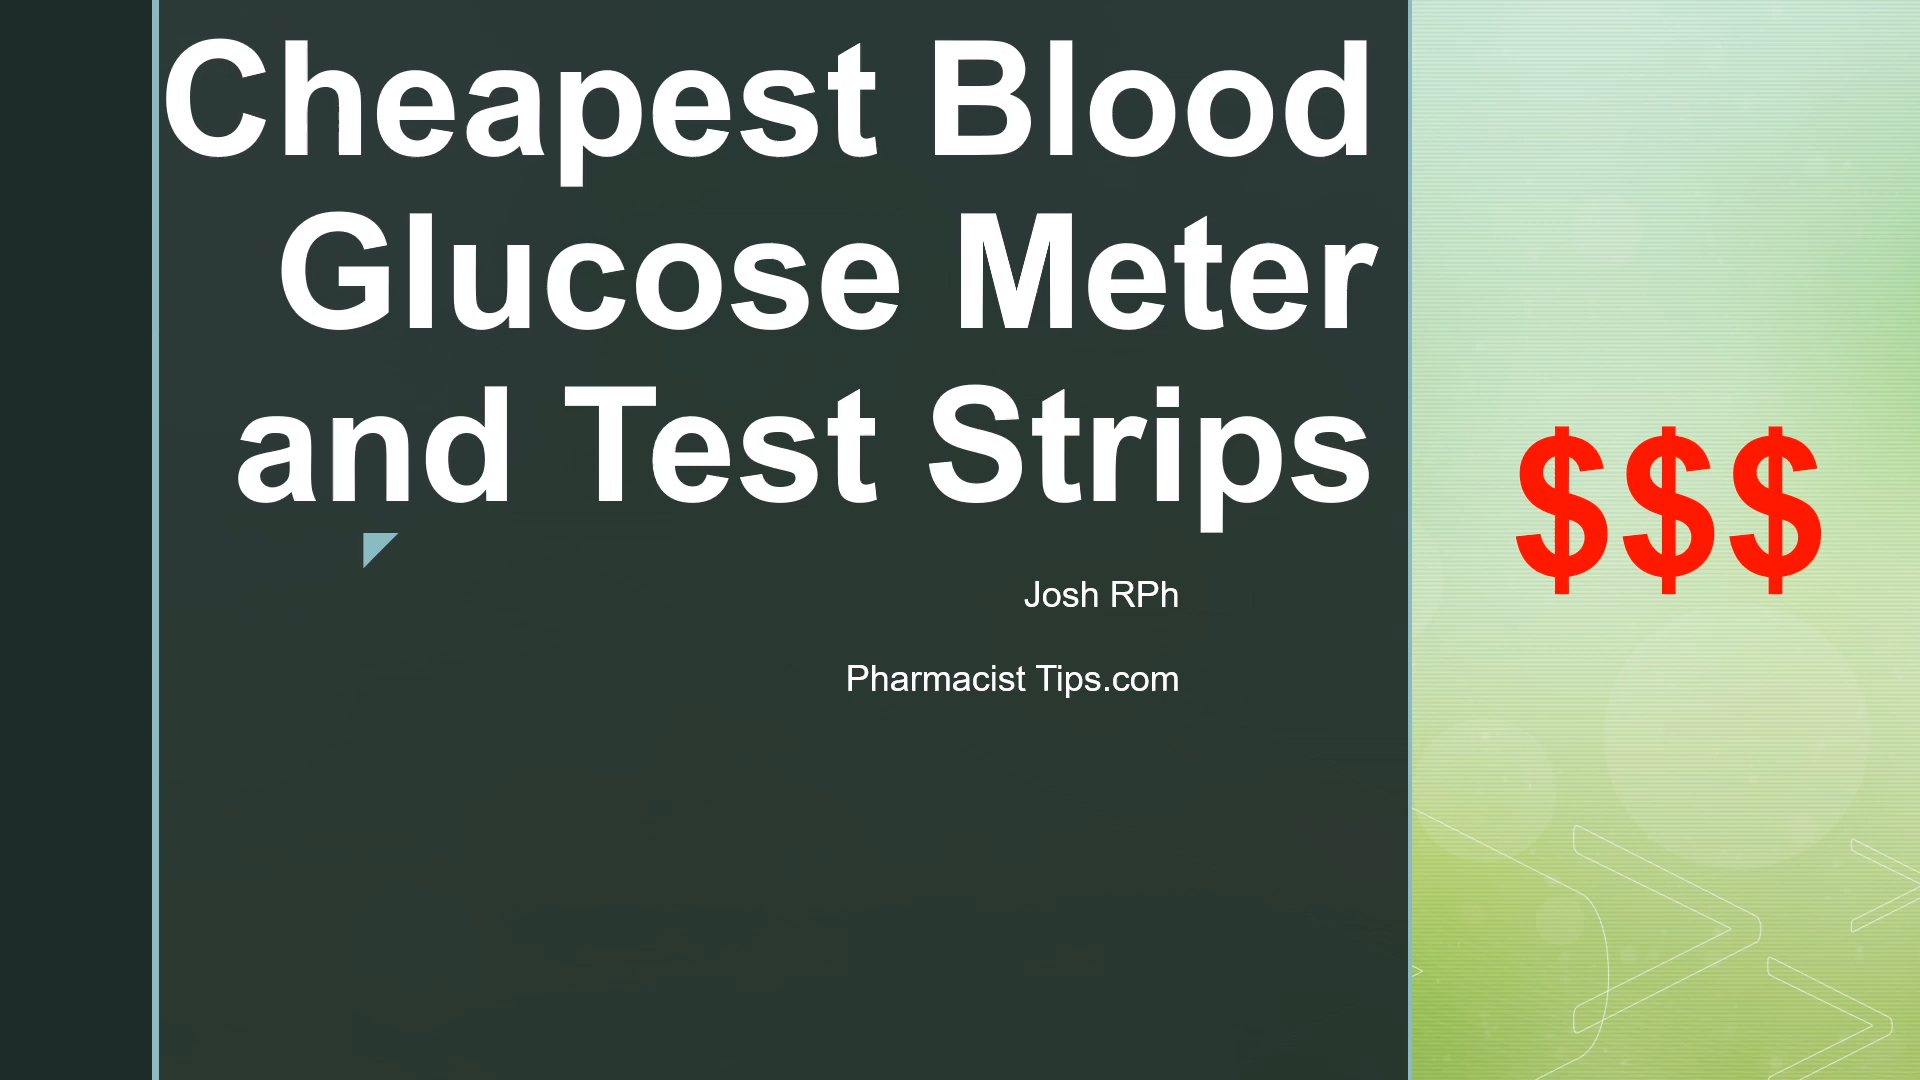 Cheapest Blood
Glucose Meter
and Test Strips
$$$
Josh RPh
Pharmacist Tips.com